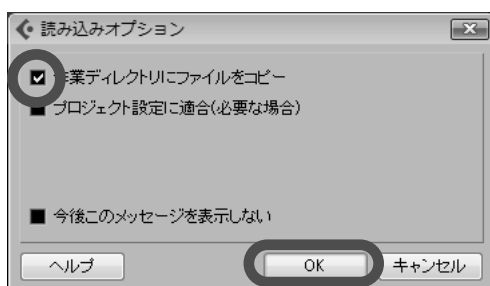 読み込みオプション
作業ディレクトリにファイルをコピー
プロジェクト設定に適合(必要な場合)
今後このメッセージを表示しない
ヘルプ
OK
キャンセル